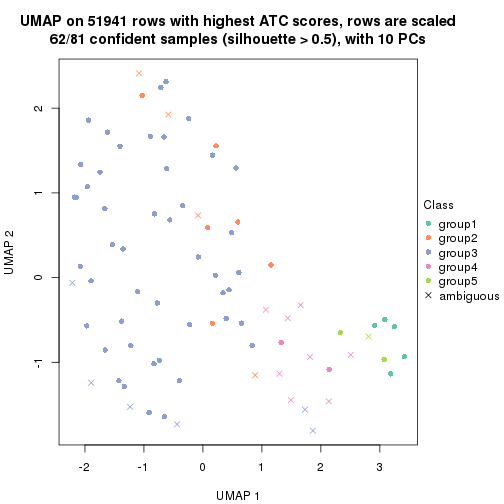 UMAP on 51941 rows with highest ATC scores, rows are scaled
62/81 confident samples (silhouette > 0.5), with 10 PCs
2
1
0
-1
UMAP 2
-2
-1
0
1
2
3
UMAP 1
Class
group1
group2
group3
group4
group5
ambiguous